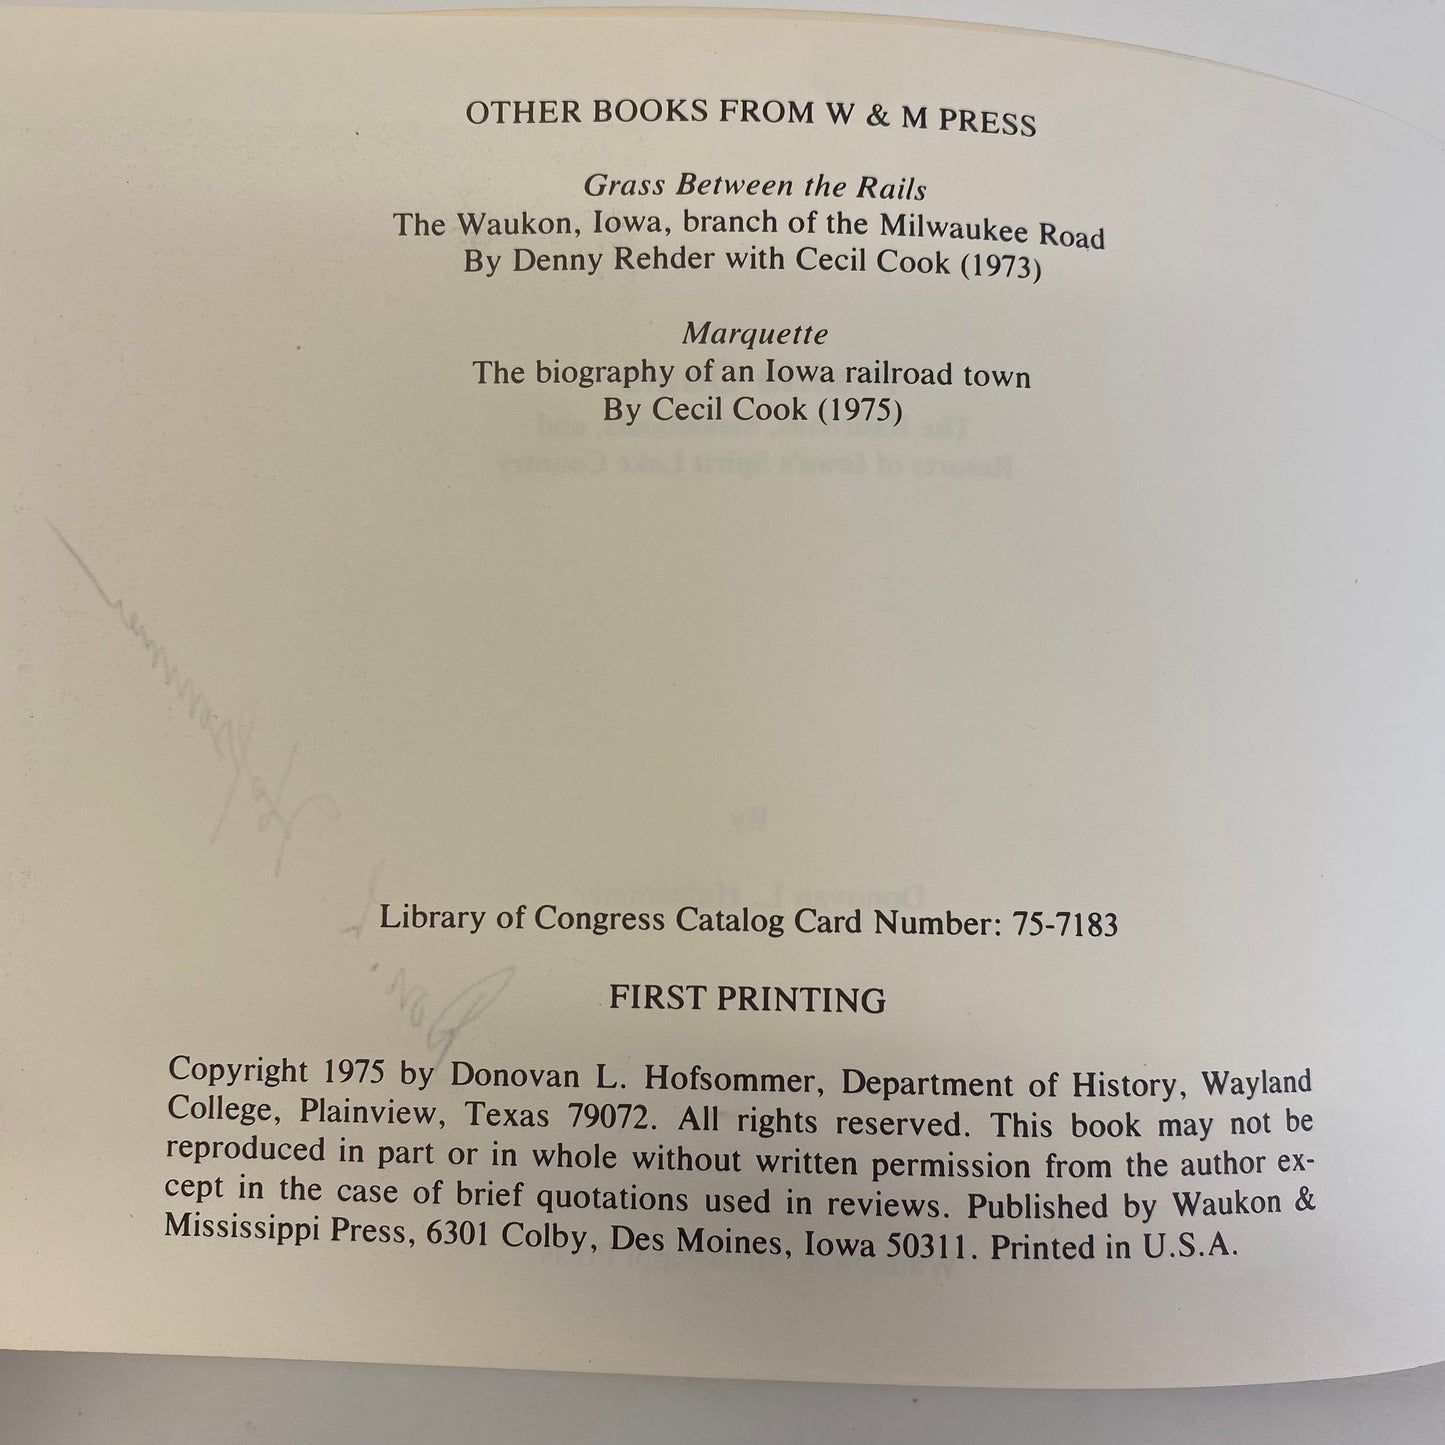 OTHER BOOKS FROM W & M PRESS
Grass Between the Rails
The Waukon, Iowa, branch of the Milwaukee Road
By Denny Rehder with Cecil Cook (1973)
Marquette
The biography of an Iowa railroad town
By Cecil Cook (1975)
Library of Congress Catalog Card Number: 75-7183
FIRST PRINTING
Copyright 1975 by Donovan L. Hofsommer, Department of History, Wayland
College, Plainview, Texas 79072. All rights reserved. This book may not be
reproduced in part or in whole without written permission from the author ex-
cept in the case of brief quotations used in reviews. Published by Waukon &
Mississippi Press, 6301 Colby, Des Moines, Iowa 50311. Printed in U.S.A.